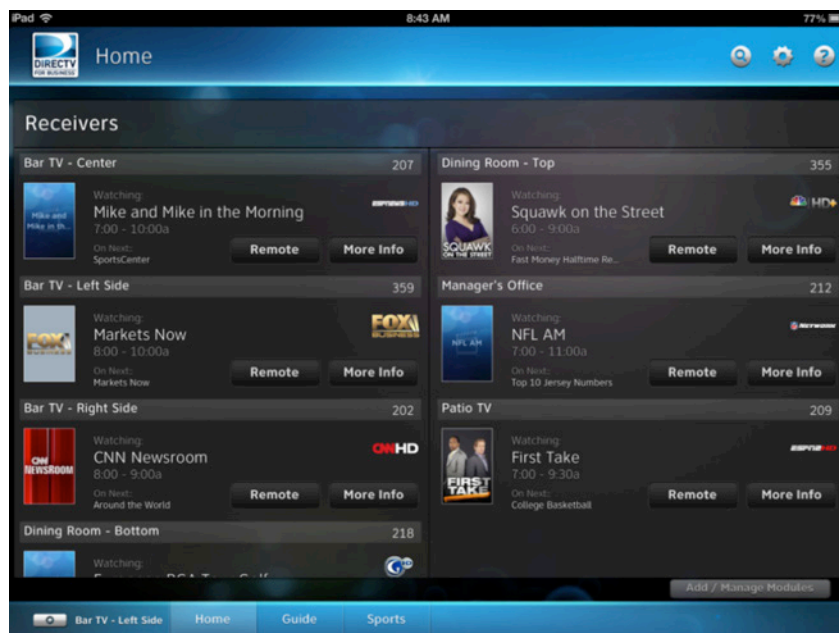 iPad 8:43 AM 77%
DIRECTV
FOR BUSINESS
Home
Receivers
Bar TV - Center 207
Mike and
Mike in th...
Watching:
Mike and Mike in the Morning
7:00 - 10:00a
ESPNEWS HD
On Next:
SportsCenter
Remote More Info
Bar TV - Left Side 359
FOX
Watching:
Markets Now
8:00 - 10:00a
FOX
BUSINESS
On Next:
Markets Now
Remote More Info
Bar TV - Right Side 202
CNN
NEWSROOM
Watching:
CNN Newsroom
8:00 - 9:00a
CNN HD
On Next:
Around the World
Remote More Info
Dining Room - Bottom 218
Watching:
Dining Room - Top 355
SQUAWK
ON THE STREET
Watching:
Squawk on the Street
6:00 - 9:00a
HD+
On Next:
Fast Money Halftime Re...
Remote More Info
Manager's Office 212
NFL AM
Watching:
NFL AM
7:00 - 11:00a
NETWORK
On Next:
Top 10 Jersey Numbers
Remote More Info
Patio TV 209
FIRST
TAKE
Watching:
First Take
7:00 - 9:30a
ESPN2 HD
On Next:
College Basketball
Remote More Info
Add / Manage Modules
Bar TV - Left Side Home Guide Sports